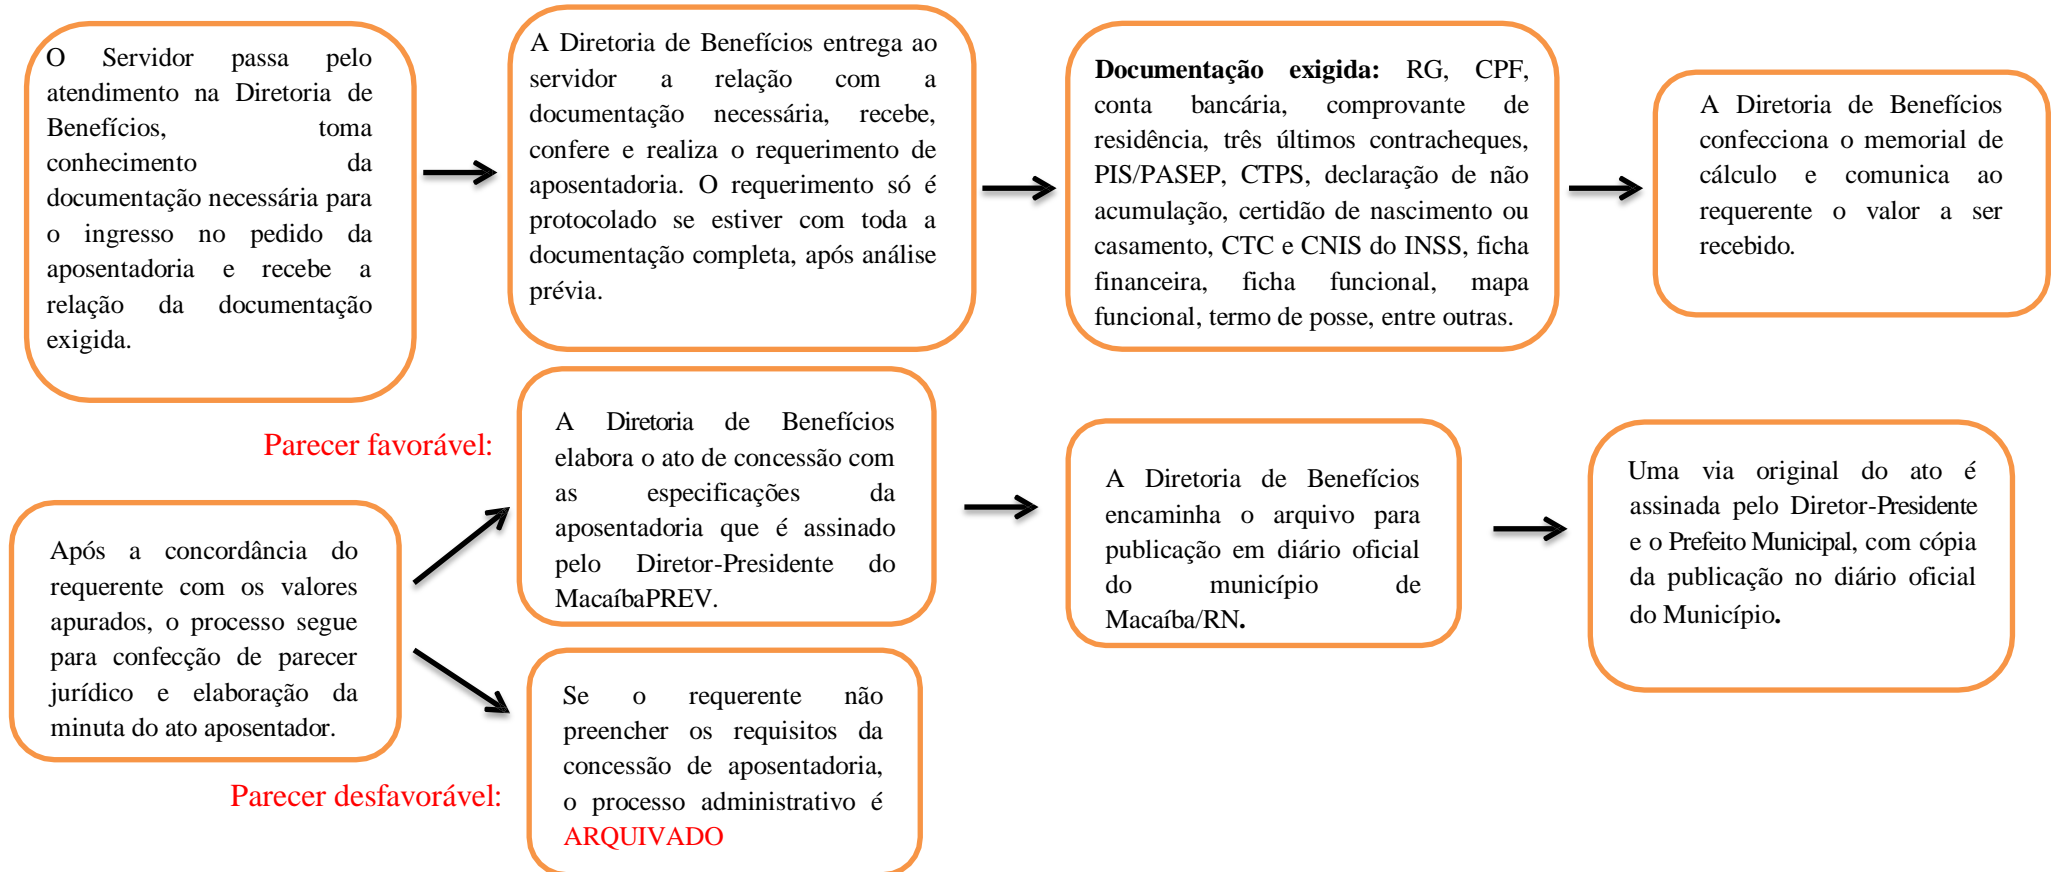 O Servidor passa pelo
atendimento na Diretoria de
Benefícios, toma
conhecimento da
documentação necessária para
o ingresso no pedido da
aposentadoria e recebe a
relação da documentação
exigida.
A Diretoria de Benefícios entrega ao
servidor a relação com a
documentação necessária, recebe,
confere e realiza o requerimento de
aposentadoria. O requerimento só é
protocolado se estiver com toda a
documentação completa, após análise
prévia.
Documentação exigida: RG, CPF,
conta bancária, comprovante de
residência, três últimos contracheques,
PIS/PASEP, CTPS, declaração de não
acumulação, certidão de nascimento ou
casamento, CTC e CNIS do INSS, ficha
financeira, ficha funcional, mapa
funcional, termo de posse, entre outras.
A Diretoria de Benefícios
confecciona o memorial de
cálculo e comunica ao
requerente o valor a ser
recebido.
Após a concordância do
requerente com os valores
apurados, o processo segue
para confecção de parecer
jurídico e elaboração da
minuta do ato aposentador.
Parecer favorável:
A Diretoria de Benefícios
elabora o ato de concessão com
as especificações da
aposentadoria que é assinado
pelo Diretor-Presidente do
MacaíbaPREV.
A Diretoria de Benefícios
encaminha o arquivo para
publicação em diário oficial
do município de
Macaíba/RN.
Uma via original do ato é
assinada pelo Diretor-Presidente
e o Prefeito Municipal, com cópia
da publicação no diário oficial
do Município.
Parecer desfavorável:
Se o requerente não
preencher os requisitos da
concessão de aposentadoria,
o processo administrativo é
ARQUIVADO